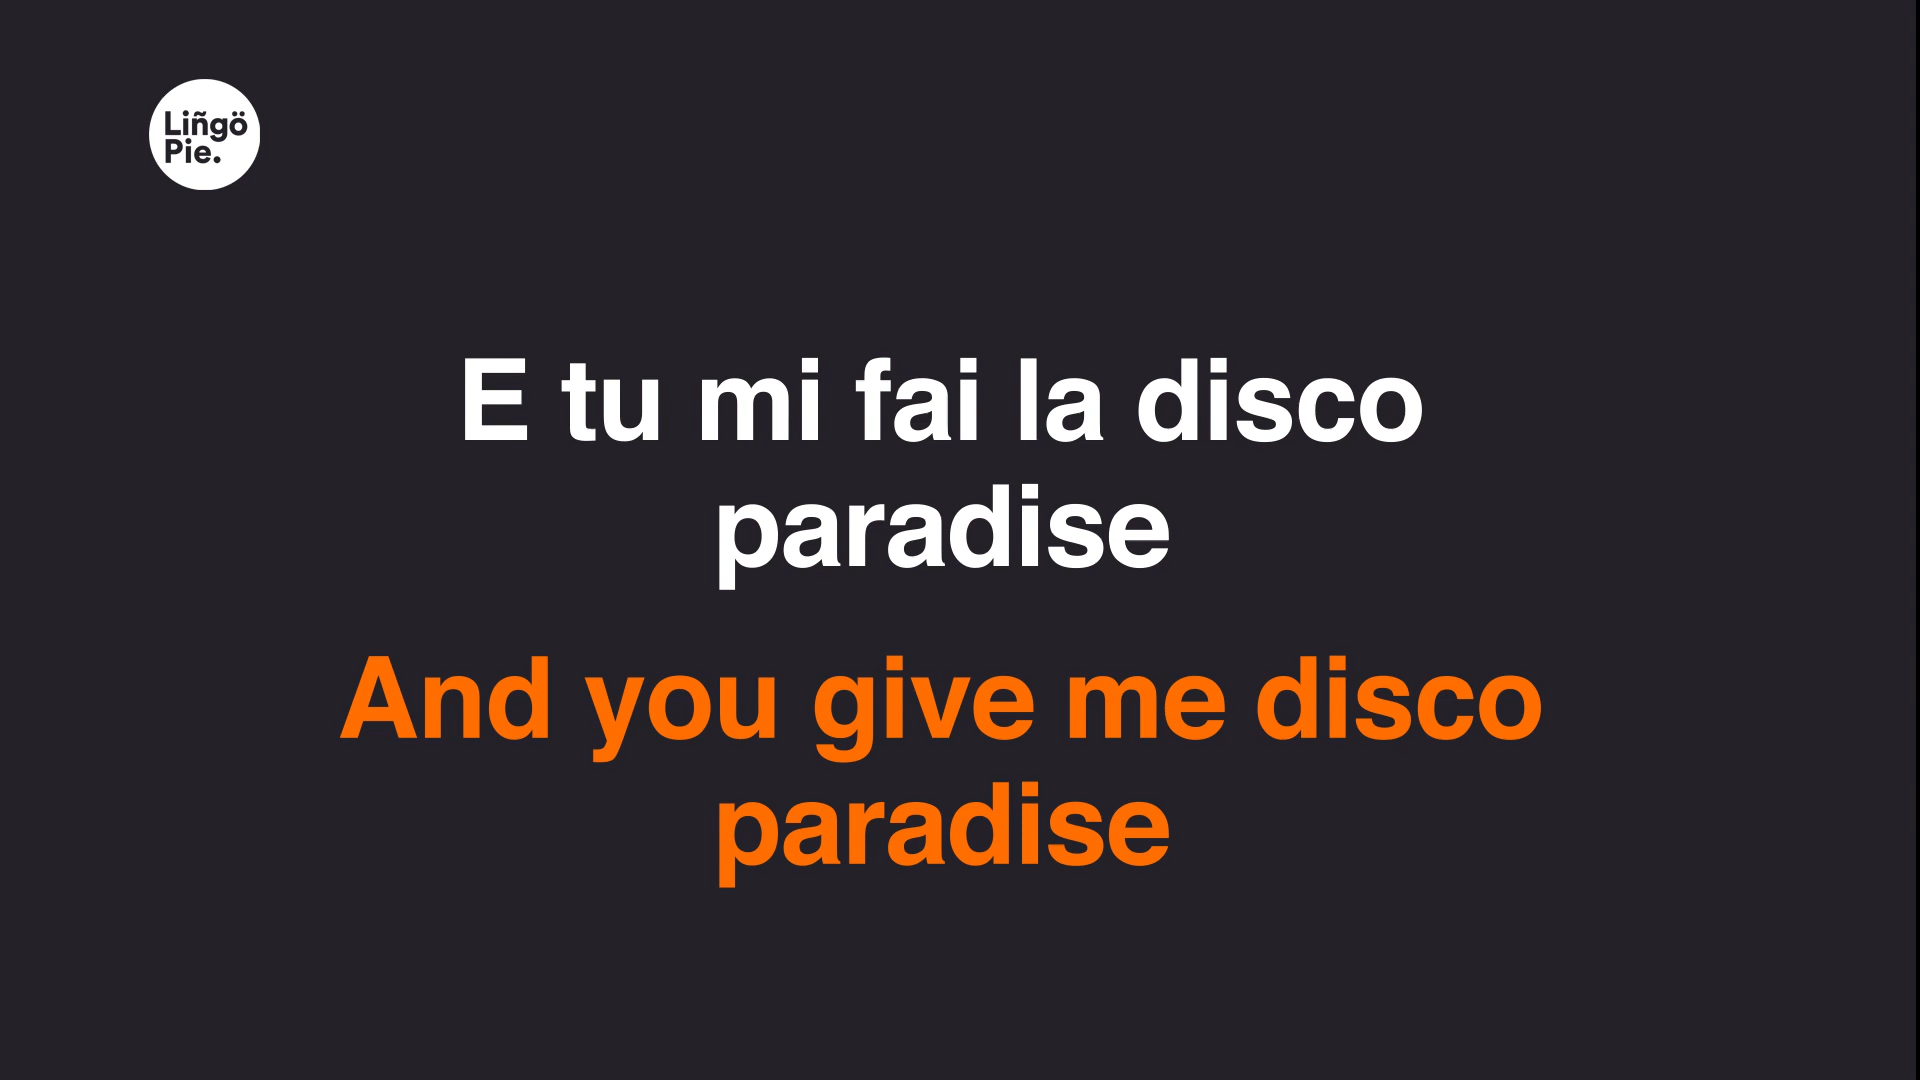 Liñgö
Pie.
E tu mi fai la disco
paradise
And you give me disco
paradise